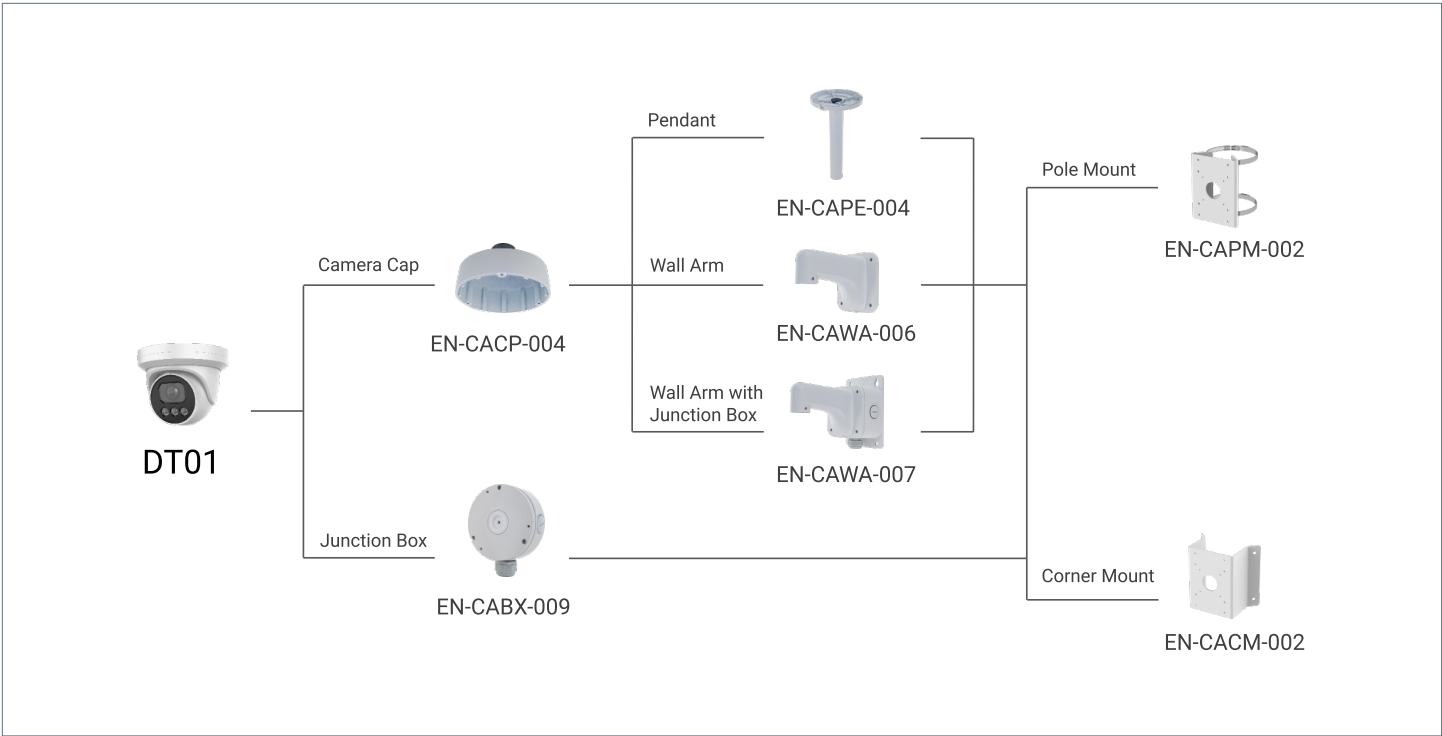 Pendant
EN-CAPE-004
Pole Mount
EN-CAPM-002
Camera Cap
EN-CACP-004
Wall Arm
EN-CAWA-006
Wall Arm with
Junction Box
EN-CAWA-007
DT01
Junction Box
EN-CABX-009
Corner Mount
EN-CACM-002